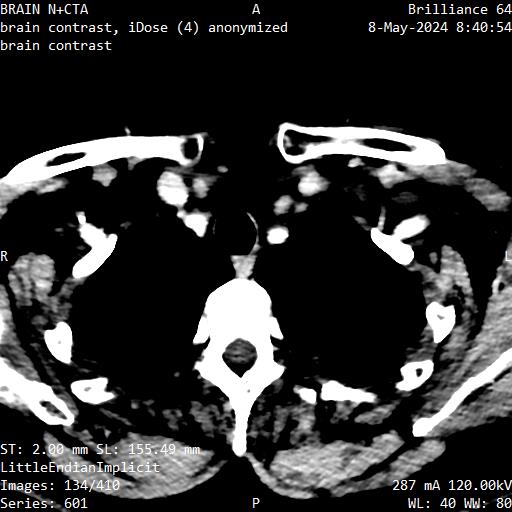 BRAIN N+CTA
A
Brilliance 64
brain contrast, iDose (4) anonymized
8-May-2024 8:40:54
brain contrast
R
L
ST: 2.00 mm SL: 155.49 mm
LittleEndianImplicit
Images: 134/410
287 mA 120.00kV
Series: 601
P
WL: 40 WW: 80